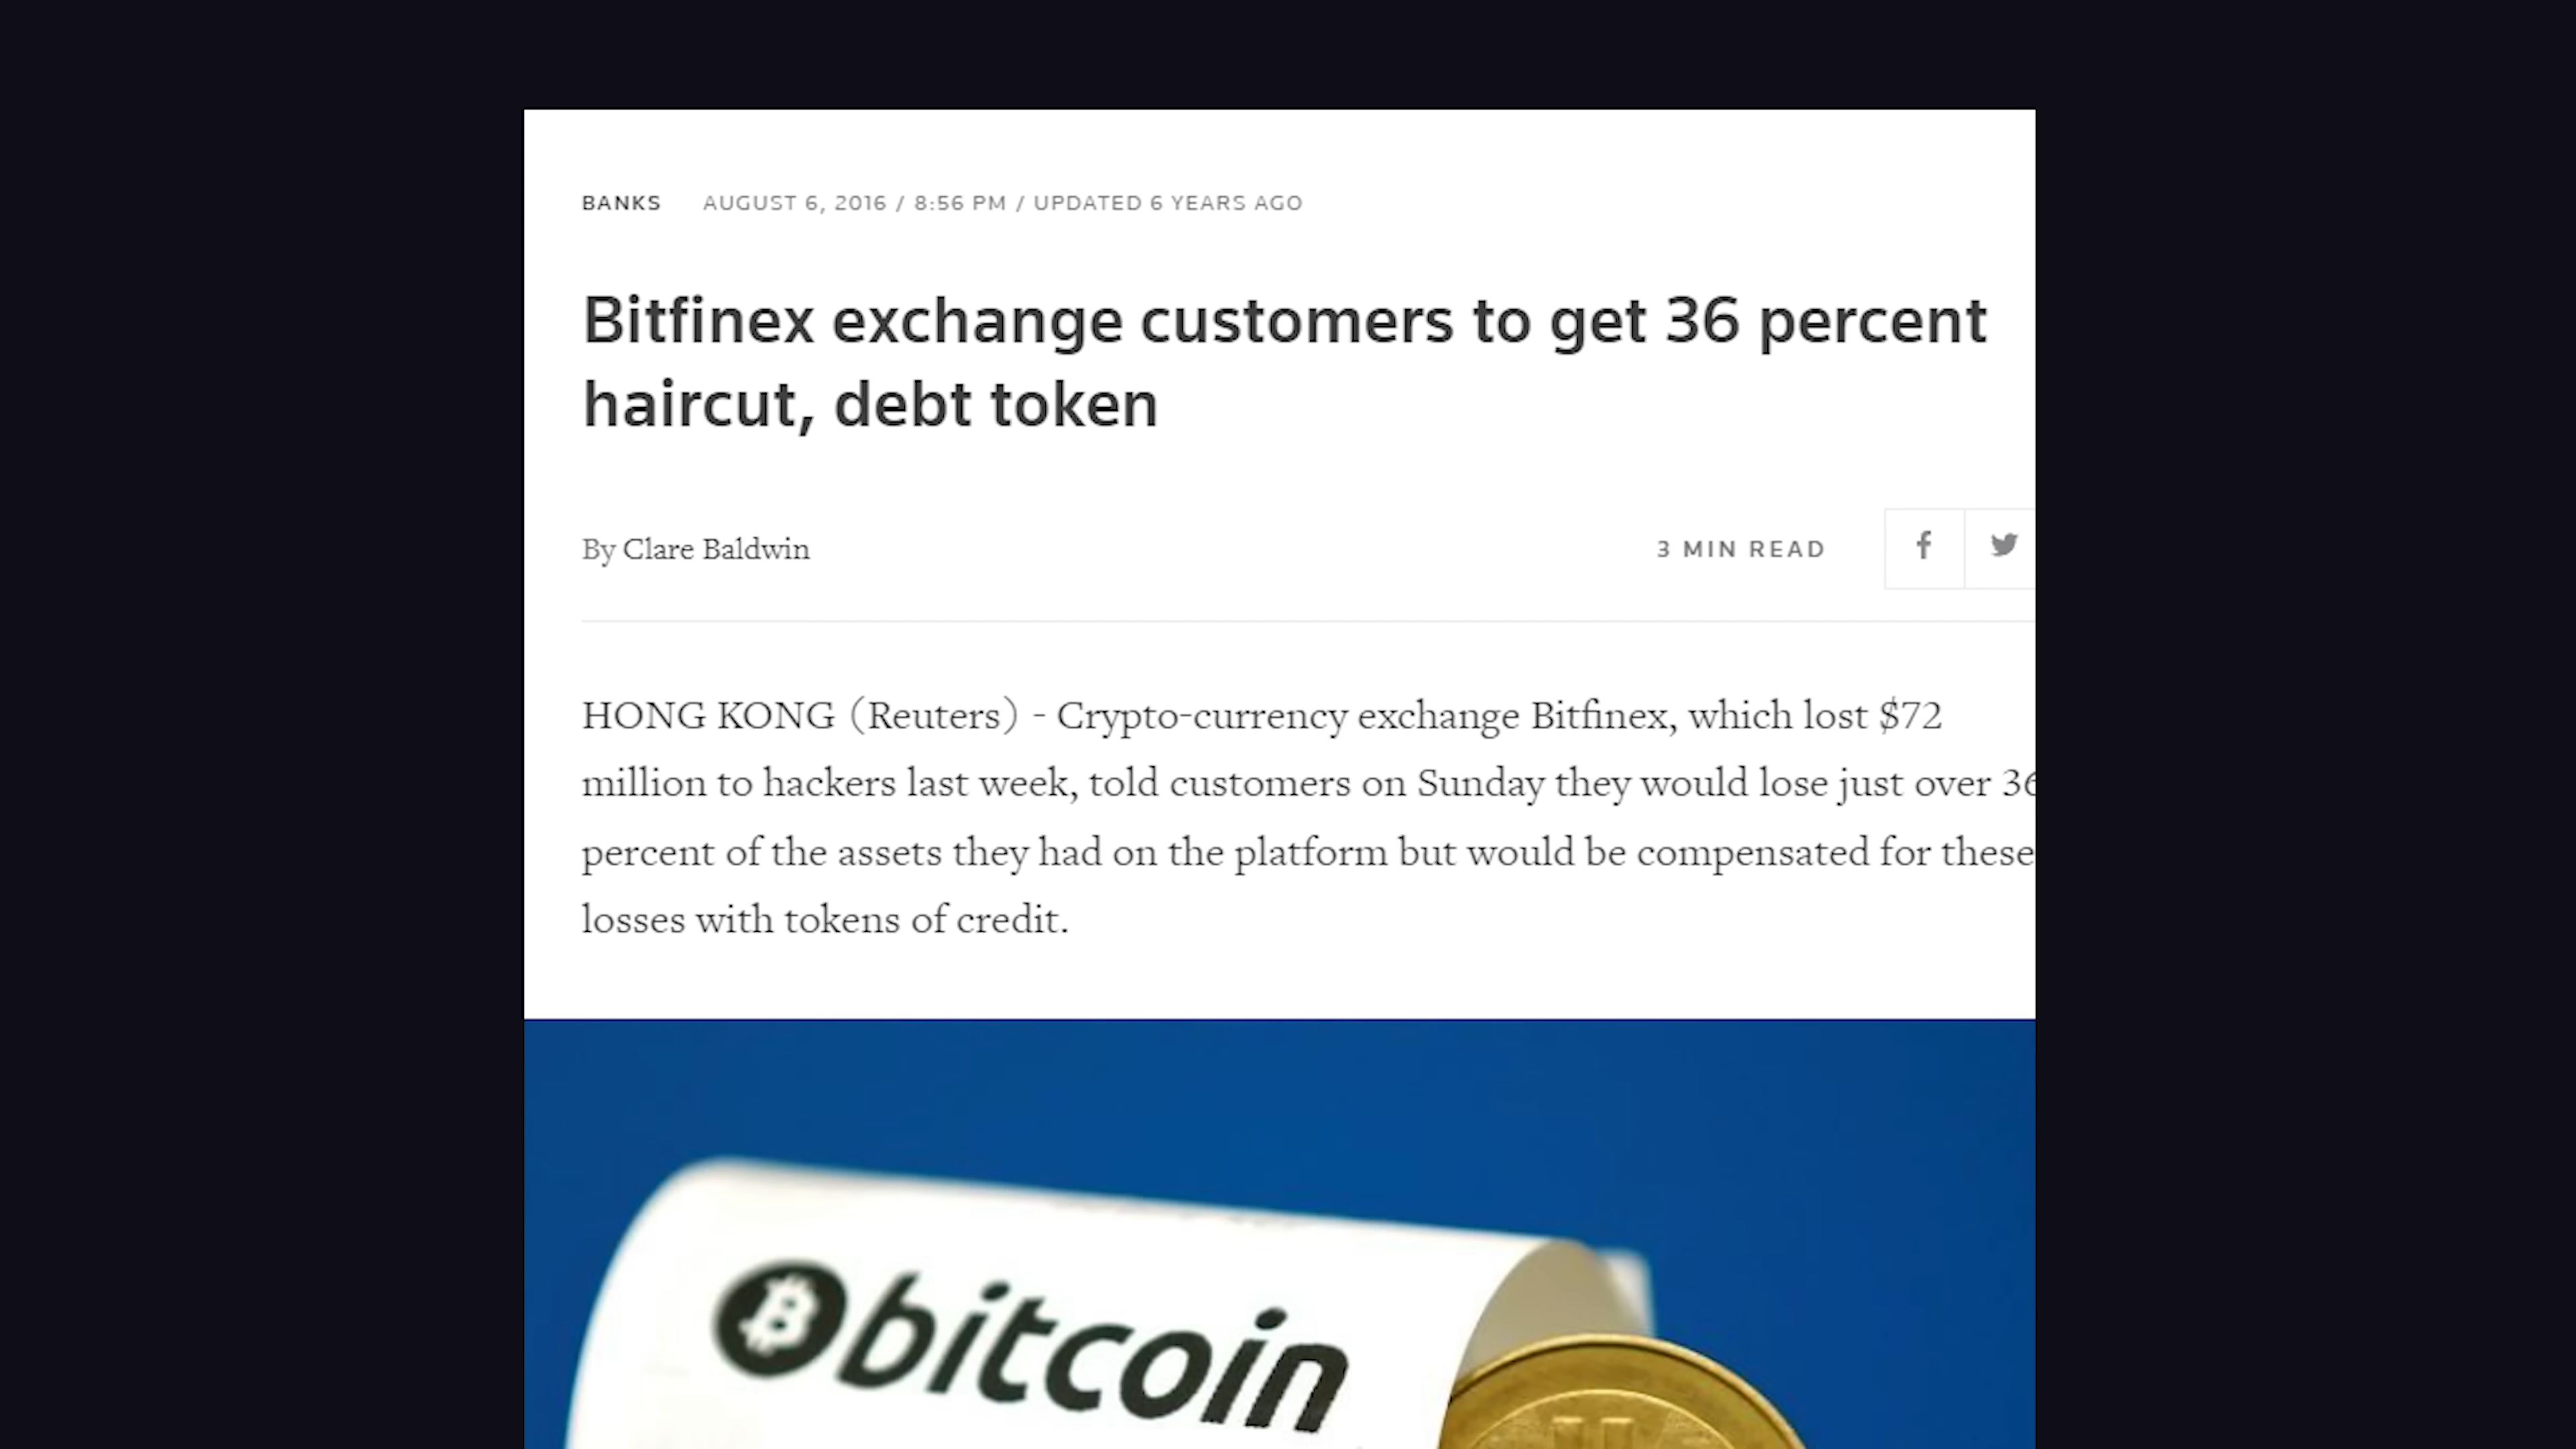 BANKS AUGUST 6, 2016 / 8:56 PM / UPDATED 6 YEARS AGO
Bitfinex exchange customers to get 36 percent
haircut, debt token
By Clare Baldwin 3 MIN READ
HONG KONG (Reuters) - Crypto-currency exchange Bitfinex, which lost $72
million to hackers last week, told customers on Sunday they would lose just over 36
percent of the assets they had on the platform but would be compensated for these
losses with tokens of credit.
bitcoin